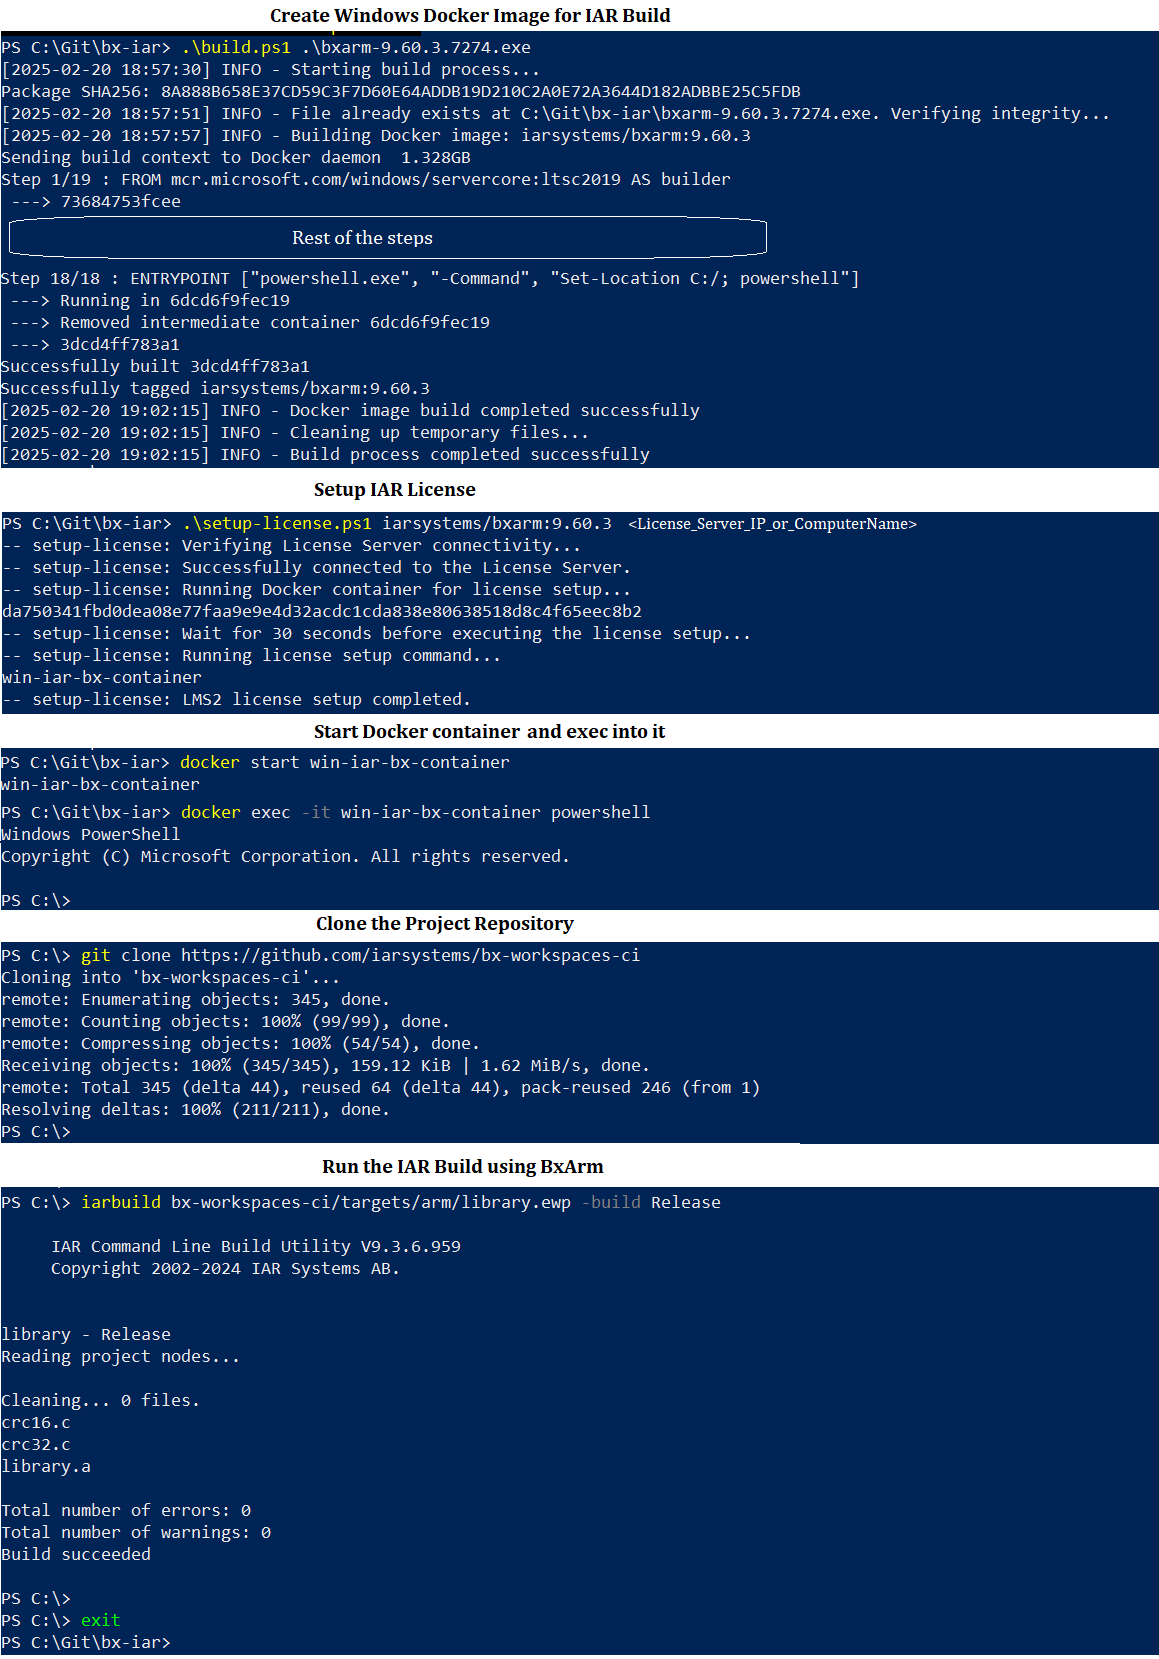 Create Windows Docker Image for IAR Build
PS C:\Git\bx-iar> .\build.ps1 .\bxarm-9.60.3.7274.exe
[2025-02-20 18:57:30] INFO - Starting build process...
Package SHA256: 8A888B658E37CD59C3F7D60E64ADDB19D210C2A0E72A3644D182ADBBE25C5FDB
[2025-02-20 18:57:51] INFO - File already exists at C:\Git\bx-iar\bxarm-9.60.3.7274.exe. Verifying integrity...
[2025-02-20 18:57:57] INFO - Building Docker image: iarsystems/bxarm:9.60.3
Sending build context to Docker daemon  1.328GB
Step 1/19 : FROM mcr.microsoft.com/windows/servercore:ltsc2019 AS builder
---> 73684753fcee
Rest of the steps
Step 18/18 : ENTRYPOINT ["powershell.exe", "-Command", "Set-Location C:/; powershell"]
---> Running in 6dcd6f9fec19
---> Removed intermediate container 6dcd6f9fec19
---> 3dcd4ff783a1
Successfully built 3dcd4ff783a1
Successfully tagged iarsystems/bxarm:9.60.3
[2025-02-20 19:02:15] INFO - Docker image build completed successfully
[2025-02-20 19:02:15] INFO - Cleaning up temporary files...
[2025-02-20 19:02:15] INFO - Build process completed successfully
Setup IAR License
PS C:\Git\bx-iar> .\setup-license.ps1 iarsystems/bxarm:9.60.3 <License_Server_IP_or_ComputerName>
-- setup-license: Verifying License Server connectivity...
-- setup-license: Successfully connected to the License Server.
-- setup-license: Running Docker container for license setup...
da750341fbd0dea08e77faa9e9e4d32acdc1cda838e80638518d8c4f65eec8b2
-- setup-license: Wait for 30 seconds before executing the license setup...
-- setup-license: Running license setup command...
win-iar-bx-container
-- setup-license: LMS2 license setup completed.
Start Docker container and exec into it
PS C:\Git\bx-iar> docker start win-iar-bx-container
win-iar-bx-container
PS C:\Git\bx-iar> docker exec -it win-iar-bx-container powershell
Windows PowerShell
Copyright (C) Microsoft Corporation. All rights reserved.
PS C:\>
Clone the Project Repository
PS C:\> git clone https://github.com/iarsystems/bx-workspaces-ci
Cloning into 'bx-workspaces-ci'...
remote: Enumerating objects: 345, done.
remote: Counting objects: 100% (99/99), done.
remote: Compressing objects: 100% (54/54), done.
Receiving objects: 100% (345/345), 159.12 KiB | 1.62 MiB/s, done.
remote: Total 345 (delta 44), reused 64 (delta 44), pack-reused 246 (from 1)
Resolving deltas: 100% (211/211), done.
PS C:\>
Run the IAR Build using BxArm
PS C:\> iarbuild bx-workspaces-ci/targets/arm/library.ewp -build Release
IAR Command Line Build Utility V9.3.6.959
Copyright 2002-2024 IAR Systems AB.
library - Release
Reading project nodes...
Cleaning... 0 files.
crc16.c
crc32.c
library.a
Total number of errors: 0
Total number of warnings: 0
Build succeeded
PS C:\>
PS C:\> exit
PS C:\Git\bx-iar>